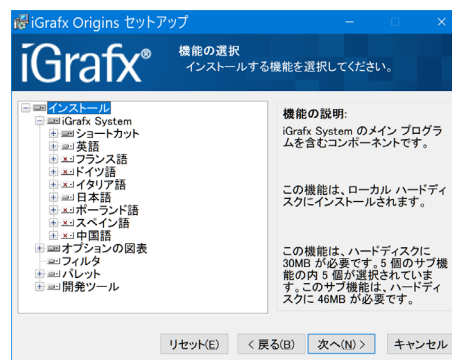 iGrafx Origins セットアップ
iGrafx®
機能の選択
インストールする機能を選択してください。
インストール
iGrafx System
ショートカット
英語
フランス語
ドイツ語
イタリア語
日本語
ポーランド語
スペイン語
中国語
オプションの図表
フィルタ
パレット
開発ツール
機能の説明:
iGrafx System のメイン プログラ
ムを含むコンポーネントです。
この機能は、ローカル ハードディ
スクにインストールされます。
この機能は、ハードディスクに
30MB が必要です。5 個のサブ機
能の内 5 個が選択されていま
す。このサブ機能は、ハードディ
スクに 46MB が必要です。
リセット(E)
< 戻る(B)
次へ(N) >
キャンセル